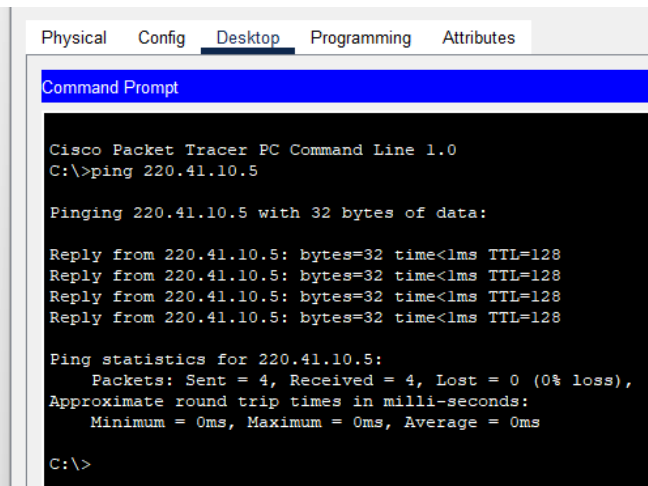 Physical Config Desktop Programming Attributes
Command Prompt
Cisco Packet Tracer PC Command Line 1.0
C:\>ping 220.41.10.5
Pinging 220.41.10.5 with 32 bytes of data:
Reply from 220.41.10.5: bytes=32 time<1ms TTL=128
Reply from 220.41.10.5: bytes=32 time<1ms TTL=128
Reply from 220.41.10.5: bytes=32 time<1ms TTL=128
Reply from 220.41.10.5: bytes=32 time<1ms TTL=128
Ping statistics for 220.41.10.5:
Packets: Sent = 4, Received = 4, Lost = 0 (0% loss),
Approximate round trip times in milli-seconds:
Minimum = 0ms, Maximum = 0ms, Average = 0ms
C:\>